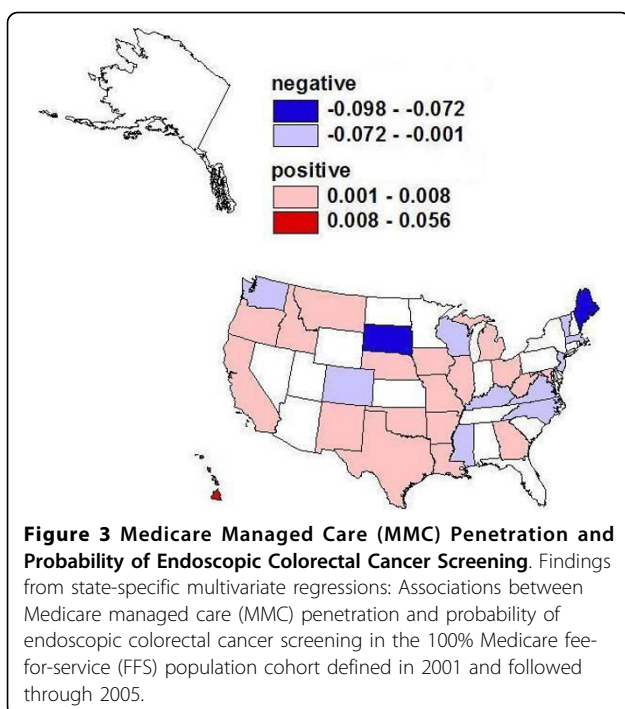 negative
-0.098 - -0.072
-0.072 - -0.001
positive
0.001 - 0.008
0.008 - 0.056
Figure 3 Medicare Managed Care (MMC) Penetration and
Probability of Endoscopic Colorectal Cancer Screening. Findings
from state-specific multivariate regressions: Associations between
Medicare managed care (MMC) penetration and probability of
endoscopic colorectal cancer screening in the 100% Medicare fee-
for-service (FFS) population cohort defined in 2001 and followed
through 2005.